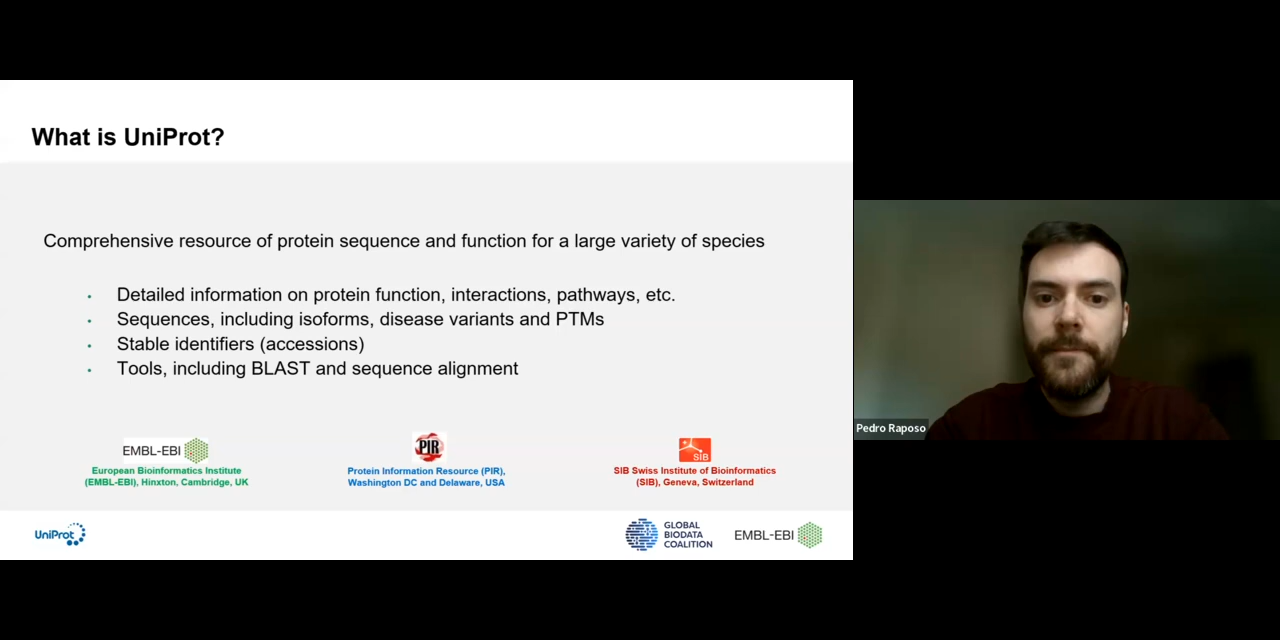 What is UniProt?
Comprehensive resource of protein sequence and function for a large variety of species
• Detailed information on protein function, interactions, pathways, etc.
• Sequences, including isoforms, disease variants and PTMs
• Stable identifiers (accessions)
• Tools, including BLAST and sequence alignment
EMBL-EBI
European Bioinformatics Institute
(EMBL-EBI), Hinxton, Cambridge, UK
PIR
Protein Information Resource (PIR),
Washington DC and Delaware, USA
SIB
SIB Swiss Institute of Bioinformatics
(SIB), Geneva, Switzerland
UniProt
GLOBAL
BIODATA
COALITION
EMBL-EBI
Pedro Raposo